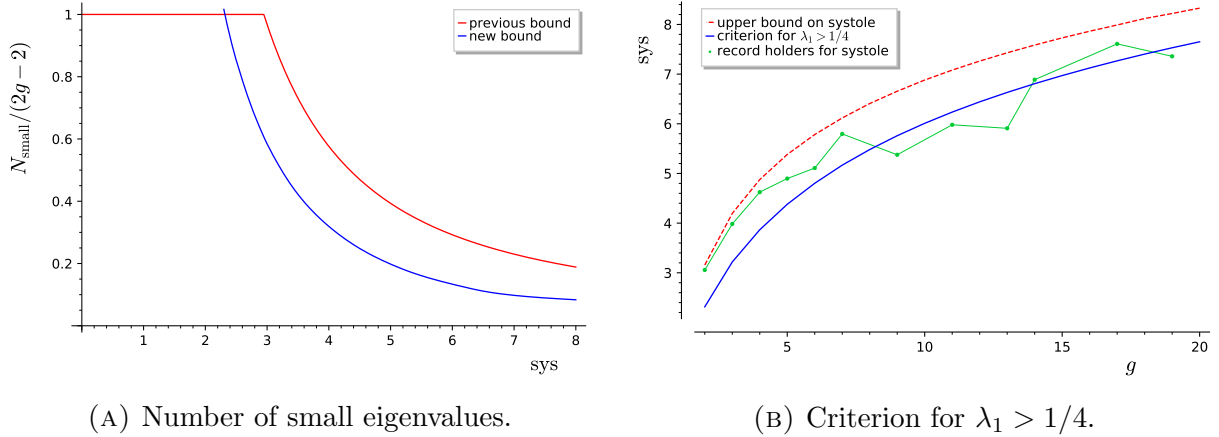 1
0.8
0.6
0.4
0.2
1 2 3 4 5 6 7 8
N_small/(2g − 2)
sys
previous bound
new bound
(A) Number of small eigenvalues.
8
7
6
5
4
3
5 10 15 20
sys
g
upper bound on systole
criterion for λ₁ > 1/4
record holders for systole
(B) Criterion for λ₁ > 1/4.